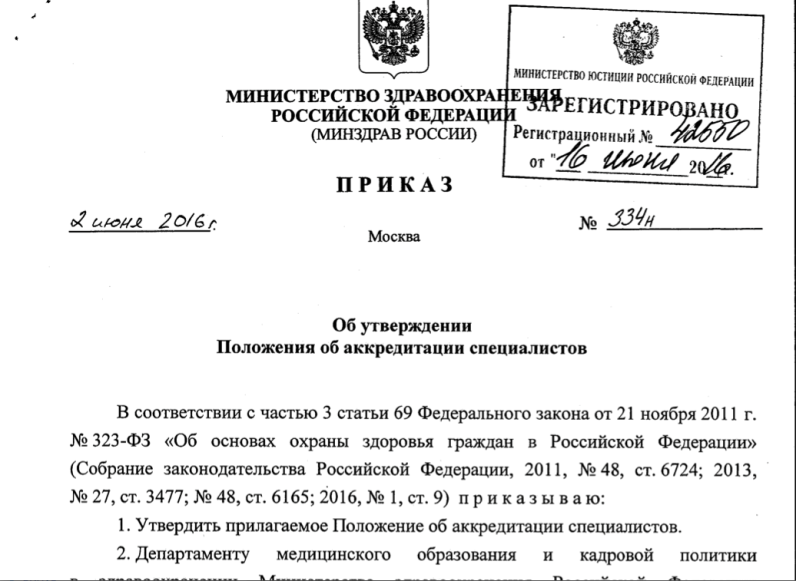 МИНИСТЕРСТВО ЗДРАВООХРАНЕНИЯ
РОССИЙСКОЙ ФЕДЕРАЦИИ
(МИНЗДРАВ РОССИИ)
МИНИСТЕРСТВО ЮСТИЦИИ РОССИЙСКОЙ ФЕДЕРАЦИИ
ЗАРЕГИСТРИРОВАНО
Регистрационный № 42550
от "16 июня 2016г.
ПРИКАЗ
2 июня 2016г.
№ 334н
Москва
Об утверждении
Положения об аккредитации специалистов
В соответствии с частью 3 статьи 69 Федерального закона от 21 ноября 2011 г.
№ 323-ФЗ «Об основах охраны здоровья граждан в Российской Федерации»
(Собрание законодательства Российской Федерации, 2011, № 48, ст. 6724; 2013,
№ 27, ст. 3477; № 48, ст. 6165; 2016, № 1, ст. 9) приказываю:
1. Утвердить прилагаемое Положение об аккредитации специалистов.
2. Департаменту медицинского образования и кадровой политики